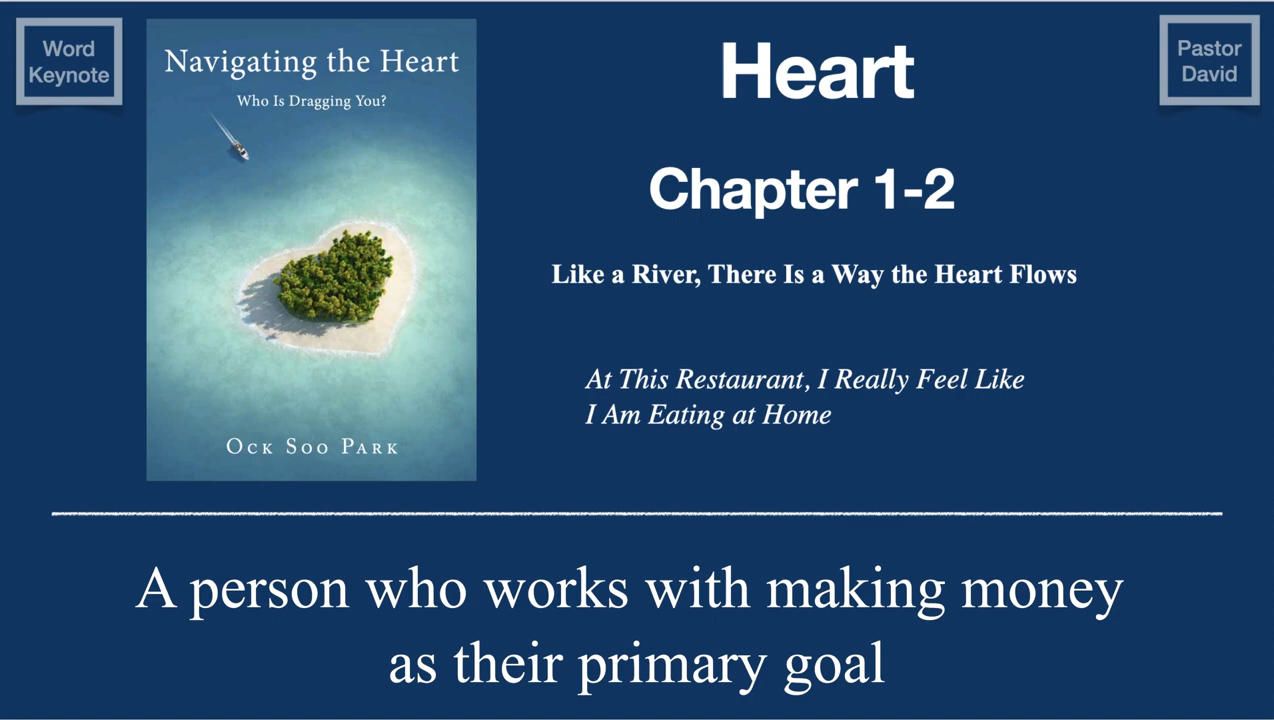 Word
Keynote
Navigating the Heart
Who Is Dragging You?
Ock Soo Park
Heart
Chapter 1-2
Like a River, There Is a Way the Heart Flows
At This Restaurant, I Really Feel Like
I Am Eating at Home
Pastor
David
A person who works with making money
as their primary goal